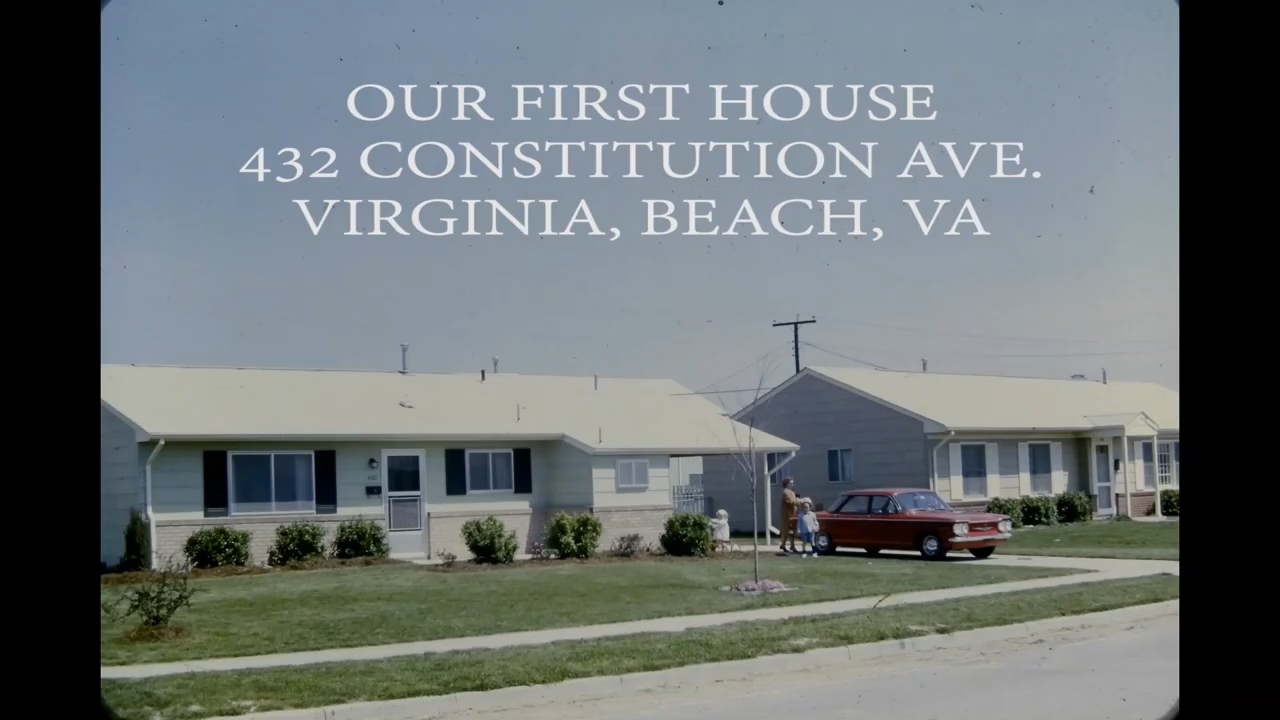 OUR FIRST HOUSE
432 CONSTITUTION AVE.
VIRGINIA, BEACH, VA